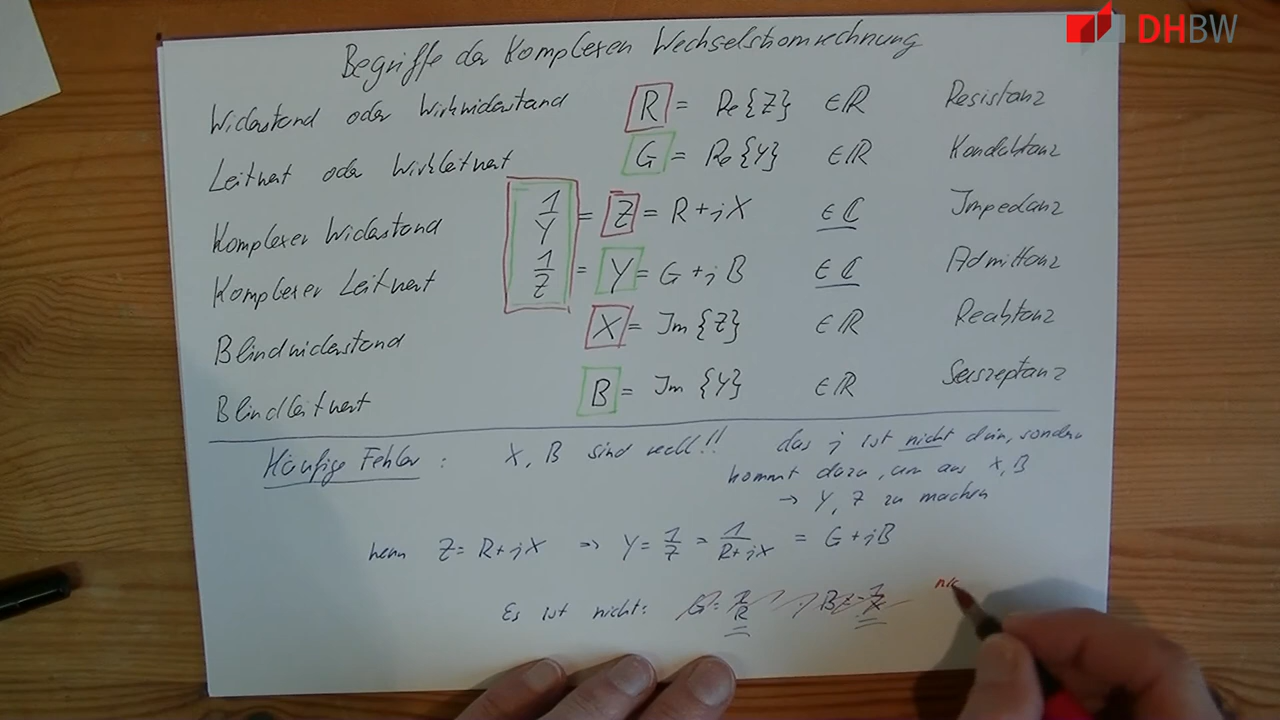 DHBW
Begriffe der Komplexen Wechselstromrechnung
Widerstand oder Wirkwiderstand R = Re{Z} ∈ℝ Resistanz
Leitwert oder Wirkleitwert G = Re{Y} ∈ℝ Konduktanz
Komplexer Widerstand 1/Y = Z = R+jX ∈ ℂ Impedanz
Komplexer Leitwert 1/Z = Y = G+jB ∈ ℂ Admittanz
Blindwiderstand X = Im{Z} ∈ℝ Reaktanz
Blindleitwert B = Im{Y} ∈ℝ Suszeptanz
Häufige Fehler: X, B sind reell!! das j ist nicht drin, sondern
kommt dazu, um aus X, B
→ Y, Z zu machen
wenn Z = R+jX ⇒ Y = 1/Z = 1/(R+jX) = G+jB
Es ist nicht: G = 1/R ; B = 1/X